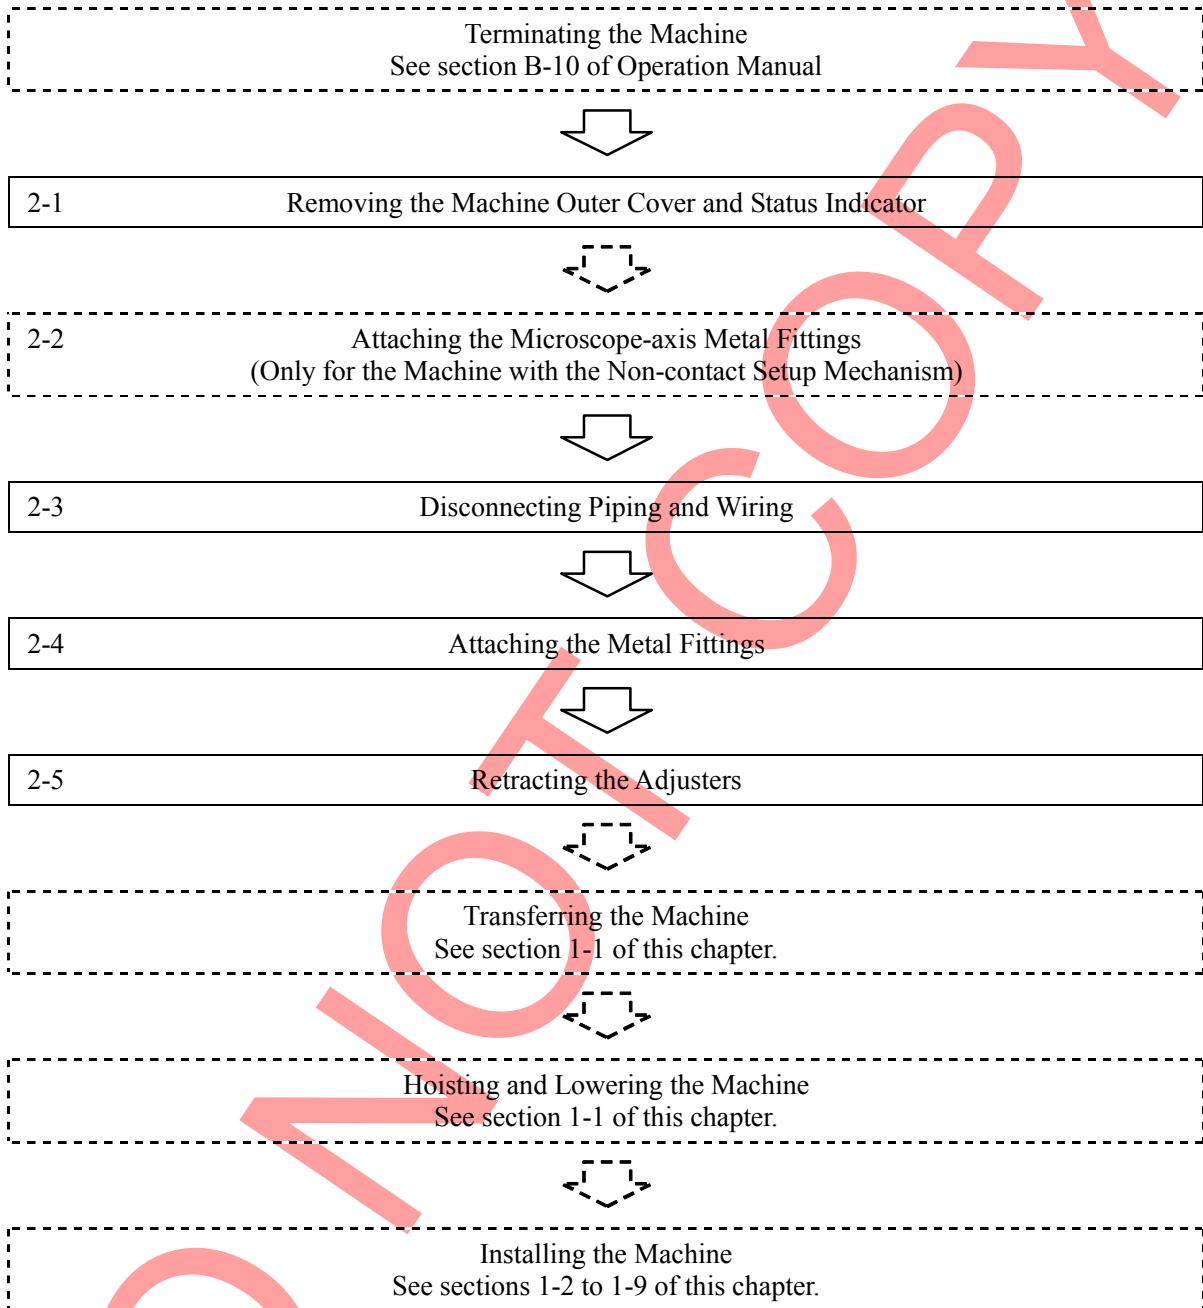 Terminating the Machine
See section B-10 of Operation Manual
2-1 Removing the Machine Outer Cover and Status Indicator
2-2 Attaching the Microscope-axis Metal Fittings
(Only for the Machine with the Non-contact Setup Mechanism)
2-3 Disconnecting Piping and Wiring
2-4 Attaching the Metal Fittings
2-5 Retracting the Adjusters
Transferring the Machine
See section 1-1 of this chapter.
Hoisting and Lowering the Machine
See section 1-1 of this chapter.
Installing the Machine
See sections 1-2 to 1-9 of this chapter.
O NOT COPY